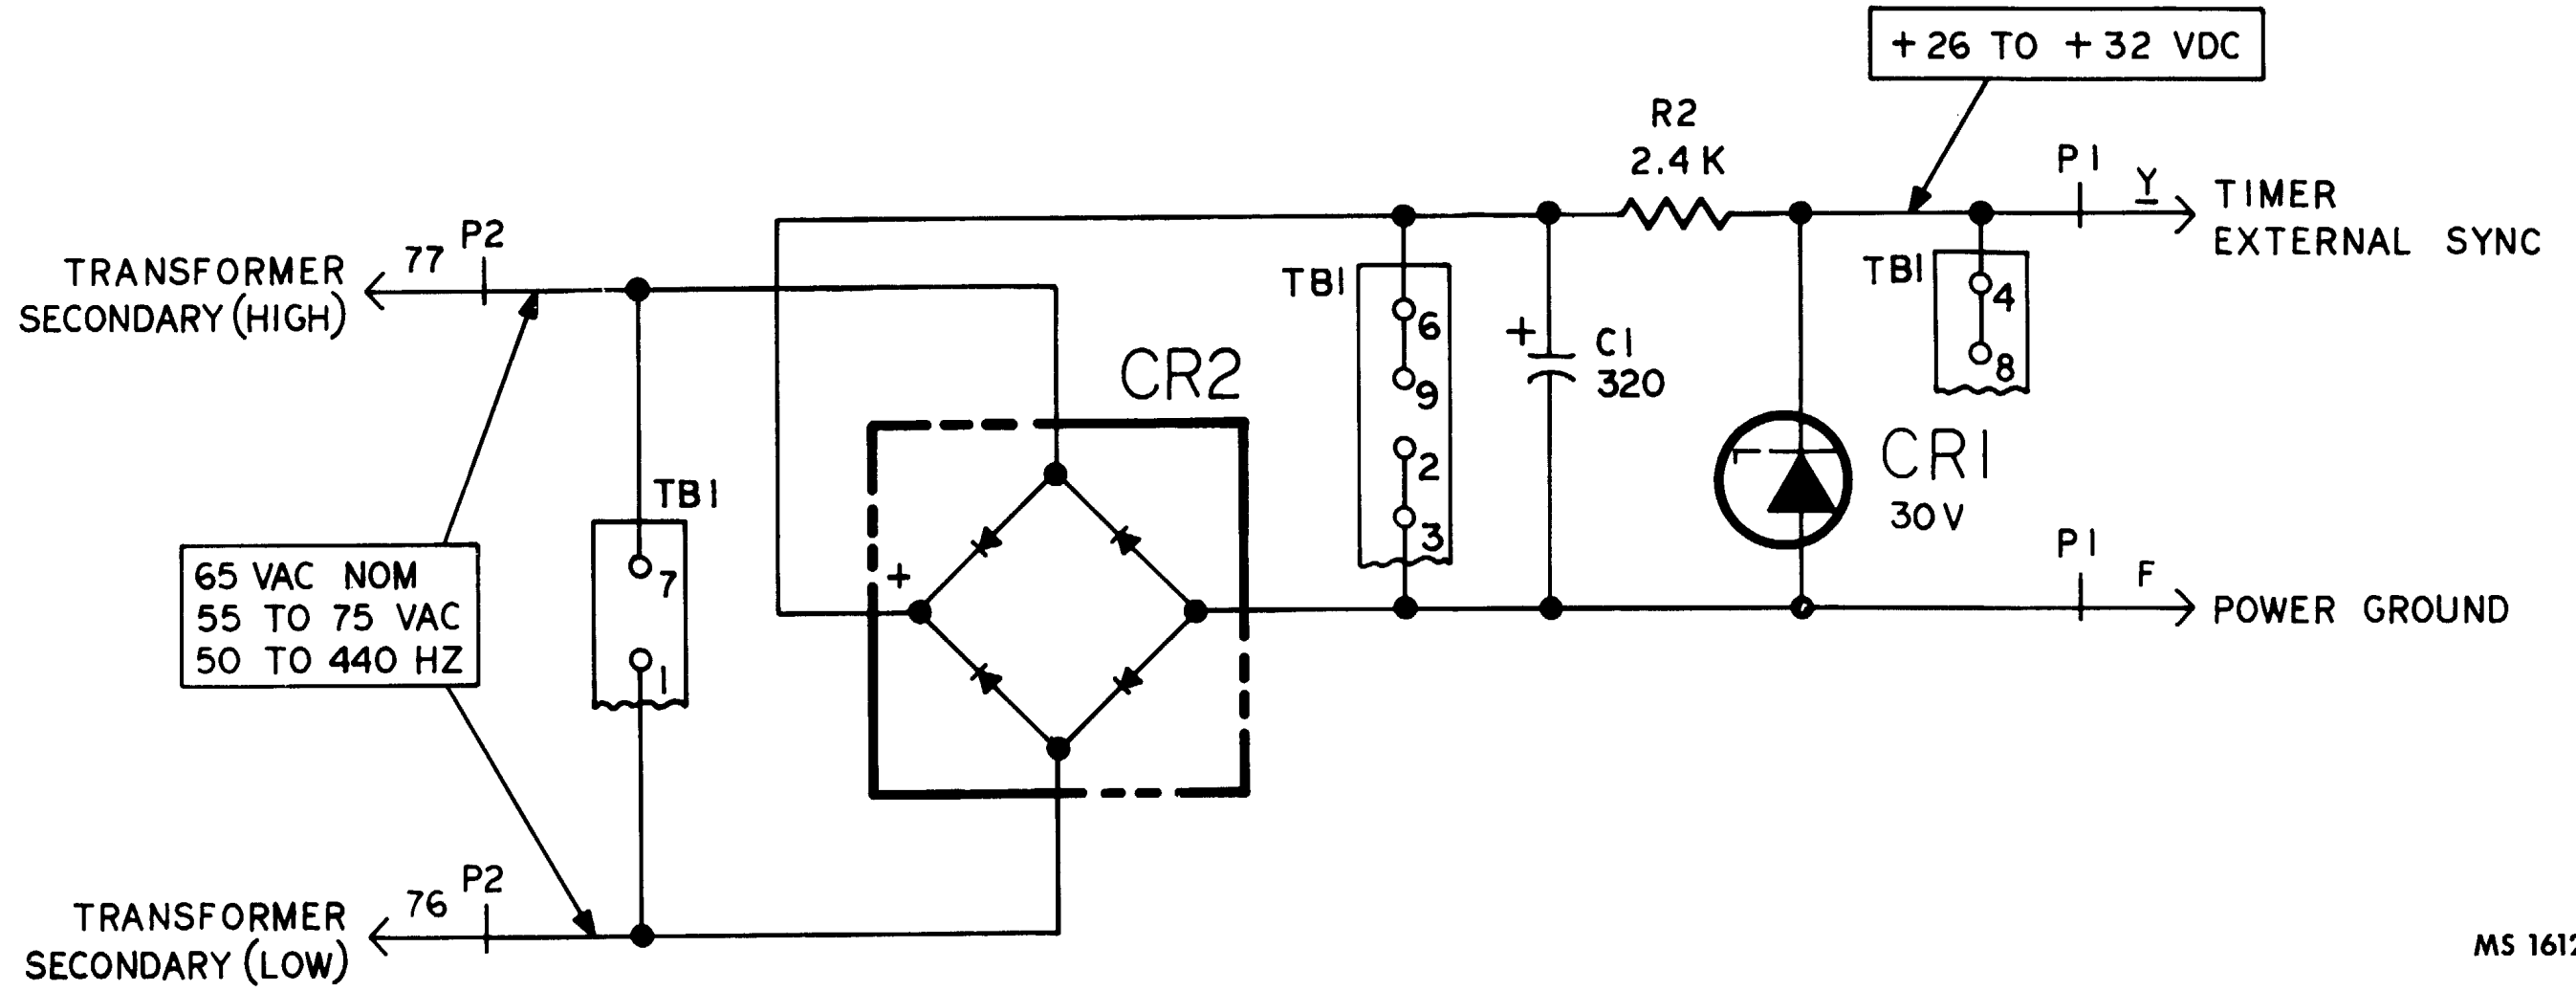 +26 TO +32 VDC
R2
2.4 K
P1
Y
TIMER
EXTERNAL SYNC
77
P2
TRANSFORMER
SECONDARY (HIGH)
TB1
6
9
2
3
+
C1
320
TB1
4
8
CR2
CR1
30V
TB1
7
1
+
65 VAC NOM
55 TO 75 VAC
50 TO 440 HZ
P1
F
POWER GROUND
76
P2
TRANSFORMER
SECONDARY (LOW)
MS 1612